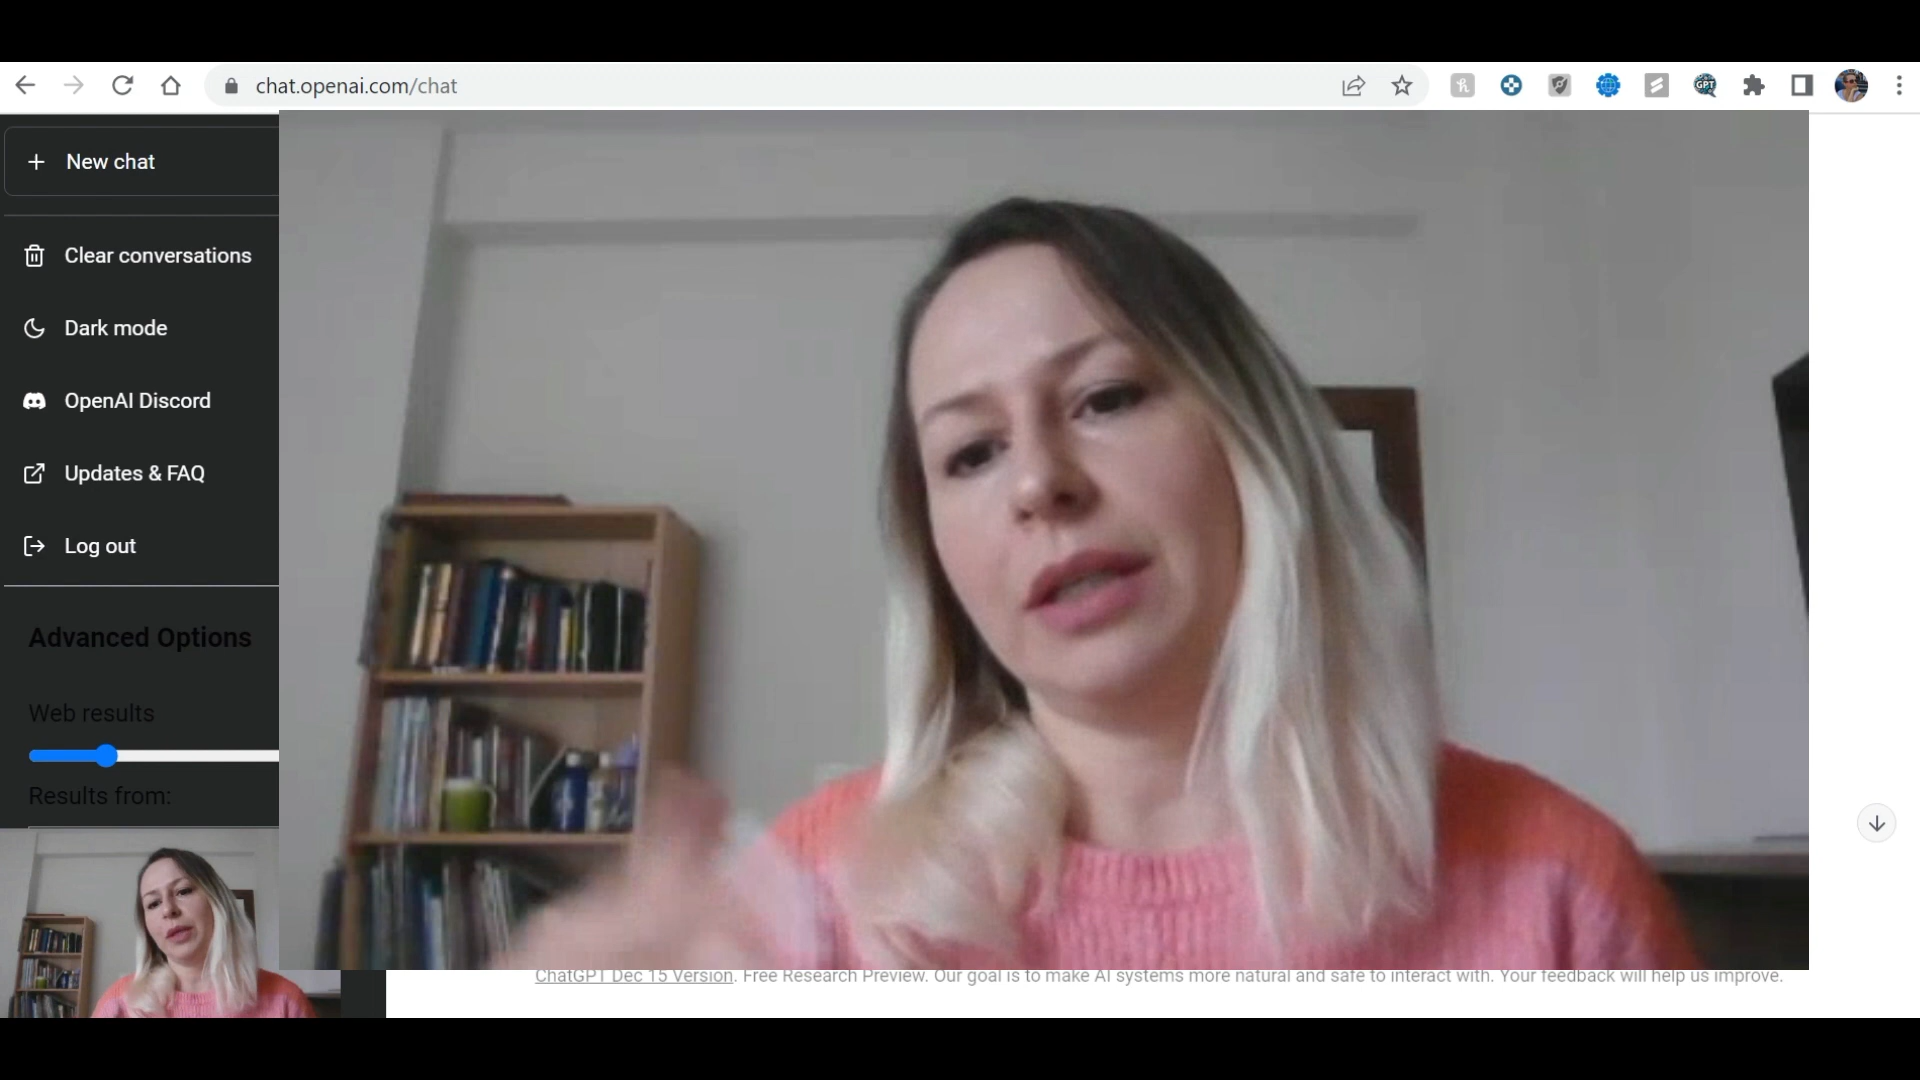 chat.openai.com/chat
GPT
New chat
Clear conversations
Dark mode
OpenAI Discord
Updates & FAQ
Log out
Advanced Options
Web results
Results from:
ChatGPT Dec 15 Version. Free Research Preview. Our goal is to make AI systems more natural and safe to interact with. Your feedback will help us improve.